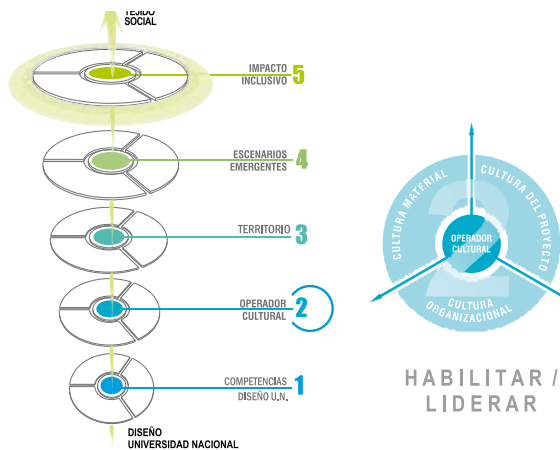 TEJIDO
SOCIAL
IMPACTO
INCLUSIVO 5
ESCENARIOS
EMERGENTES 4
TERRITORIO 3
OPERADOR
CULTURAL 2
COMPETENCIAS
DISEÑO U.N. 1
DISEÑO
UNIVERSIDAD NACIONAL
CULTURA MATERIAL
CULTURA DEL PROYECTO
2
OPERADOR
CULTURAL
CULTURA
ORGANIZACIONAL
HABILITAR /
LIDERAR